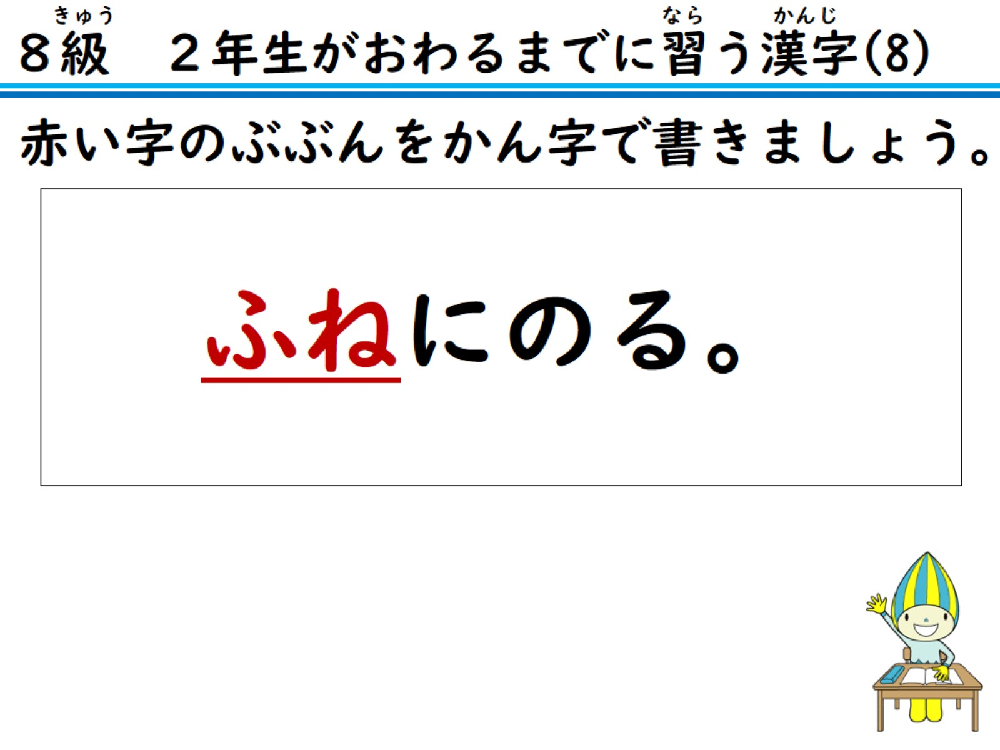 きゅう なら かんじ
８級　２年生がおわるまでに習う漢字(8)
赤い字のぶぶんをかん字で書きましょう。
ふねにのる。